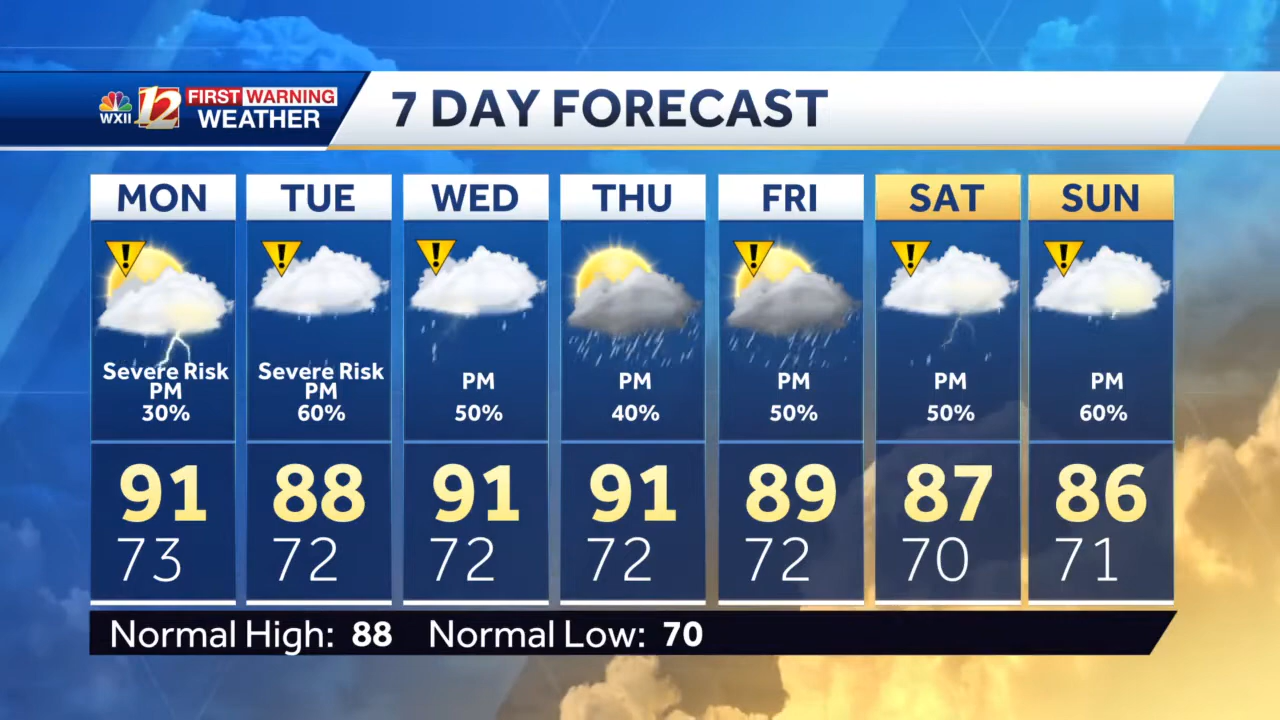 WXII 12 FIRST WARNING
WEATHER
7 DAY FORECAST
MON TUE WED THU FRI SAT SUN
! ! ! ! ! !
Severe Risk Severe Risk
PM PM PM PM PM PM PM
30% 60% 50% 40% 50% 50% 60%
91 88 91 91 89 87 86
73 72 72 72 72 70 71
Normal High: 88 Normal Low: 70